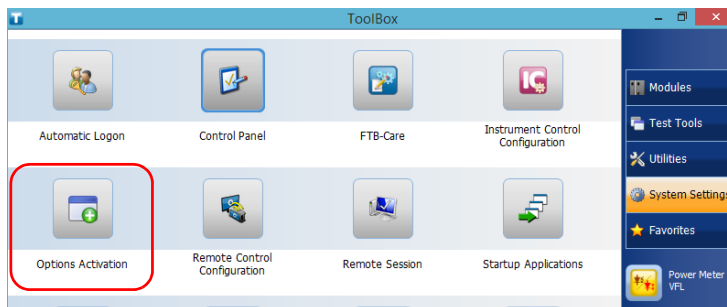 ToolBox
Automatic Logon
Control Panel
FTB-Care
Instrument Control
Configuration
Options Activation
Remote Control
Configuration
Remote Session
Startup Applications
Modules
Test Tools
Utilities
System Settings
Favorites
Power Meter
VFL